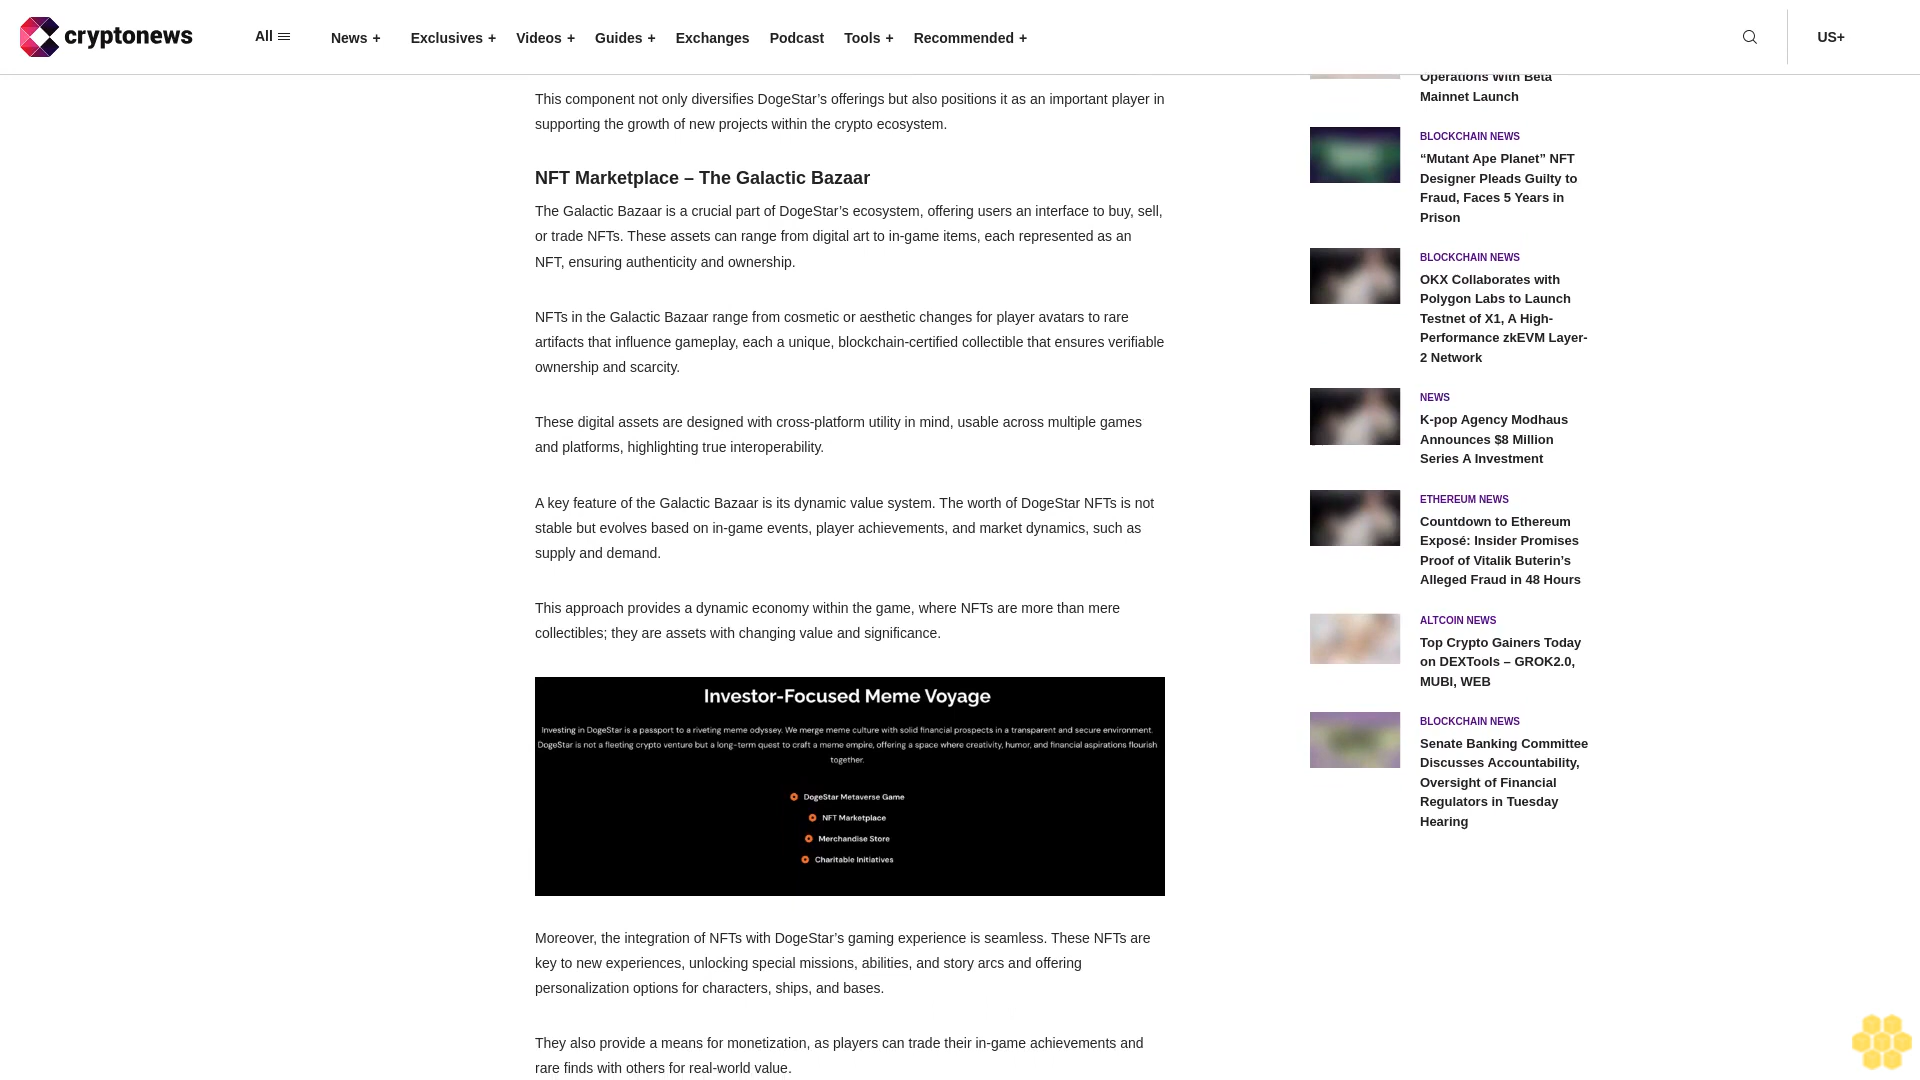 cryptonews
All
News +
Exclusives +
Videos +
Guides +
Exchanges
Podcast
Tools +
Recommended +
US+
This component not only diversifies DogeStar’s offerings but also positions it as an important player in
supporting the growth of new projects within the crypto ecosystem.
NFT Marketplace – The Galactic Bazaar
The Galactic Bazaar is a crucial part of DogeStar’s ecosystem, offering users an interface to buy, sell,
or trade NFTs. These assets can range from digital art to in-game items, each represented as an
NFT, ensuring authenticity and ownership.
NFTs in the Galactic Bazaar range from cosmetic or aesthetic changes for player avatars to rare
artifacts that influence gameplay, each a unique, blockchain-certified collectible that ensures verifiable
ownership and scarcity.
These digital assets are designed with cross-platform utility in mind, usable across multiple games
and platforms, highlighting true interoperability.
A key feature of the Galactic Bazaar is its dynamic value system. The worth of DogeStar NFTs is not
stable but evolves based on in-game events, player achievements, and market dynamics, such as
supply and demand.
This approach provides a dynamic economy within the game, where NFTs are more than mere
collectibles; they are assets with changing value and significance.
Investor-Focused Meme Voyage
Investing in DogeStar is a passport to a riveting meme odyssey. We merge meme culture with solid financial prospects in a transparent and secure environment.
DogeStar is not a fleeting crypto venture but a long-term quest to craft a meme empire, offering a space where creativity, humor, and financial aspirations flourish
together.
DogeStar Metaverse Game
NFT Marketplace
Merchandise Store
Charitable Initiatives
Moreover, the integration of NFTs with DogeStar’s gaming experience is seamless. These NFTs are
key to new experiences, unlocking special missions, abilities, and story arcs and offering
personalization options for characters, ships, and bases.
They also provide a means for monetization, as players can trade their in-game achievements and
rare finds with others for real-world value.
Operations With Beta
Mainnet Launch
BLOCKCHAIN NEWS
“Mutant Ape Planet” NFT
Designer Pleads Guilty to
Fraud, Faces 5 Years in
Prison
BLOCKCHAIN NEWS
OKX Collaborates with
Polygon Labs to Launch
Testnet of X1, A High-
Performance zkEVM Layer-
2 Network
NEWS
K-pop Agency Modhaus
Announces $8 Million
Series A Investment
ETHEREUM NEWS
Countdown to Ethereum
Exposé: Insider Promises
Proof of Vitalik Buterin’s
Alleged Fraud in 48 Hours
ALTCOIN NEWS
Top Crypto Gainers Today
on DEXTools – GROK2.0,
MUBI, WEB
BLOCKCHAIN NEWS
Senate Banking Committee
Discusses Accountability,
Oversight of Financial
Regulators in Tuesday
Hearing